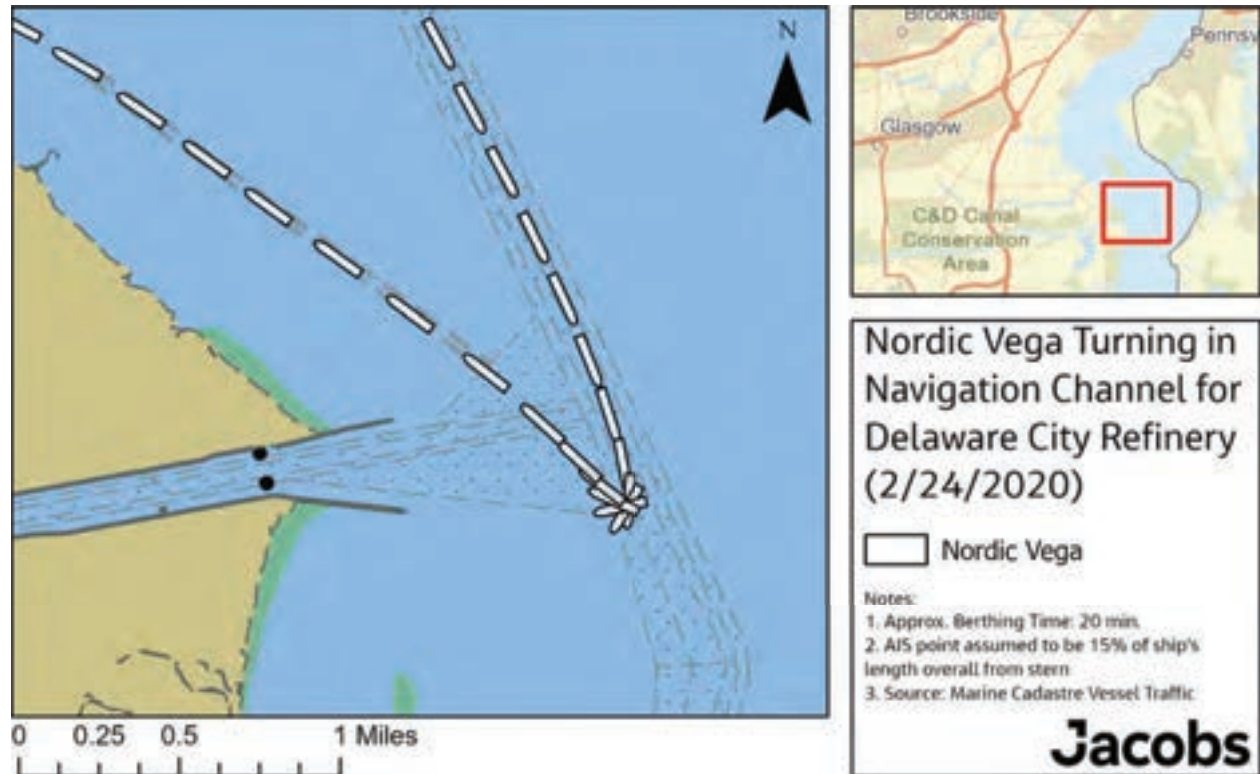 N
0 0.25 0.5 1 Miles
Brookside
Pennsv
Glasgow
C&D Canal
Conservation
Area
Nordic Vega Turning in
Navigation Channel for
Delaware City Refinery
(2/24/2020)
Nordic Vega
Notes:
1. Approx. Berthing Time: 20 min.
2. AIS point assumed to be 15% of ship's
length overall from stern
3. Source: Marine Cadastre Vessel Traffic
Jacobs